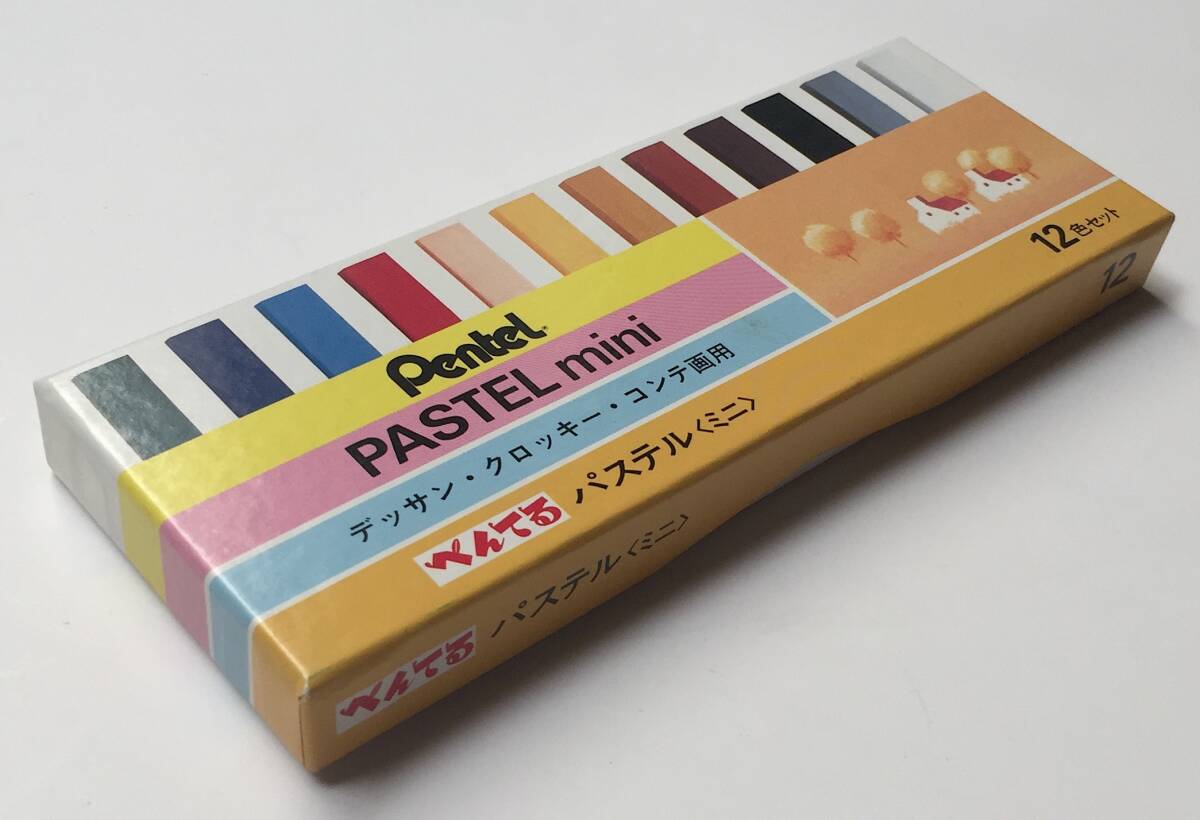 Pentel
PASTEL mini
デッサン・クロッキー・コンテ画用
ぺんてる パステル〈ミニ〉 12色セット
ぺんてる パステル〈ミニ〉 12